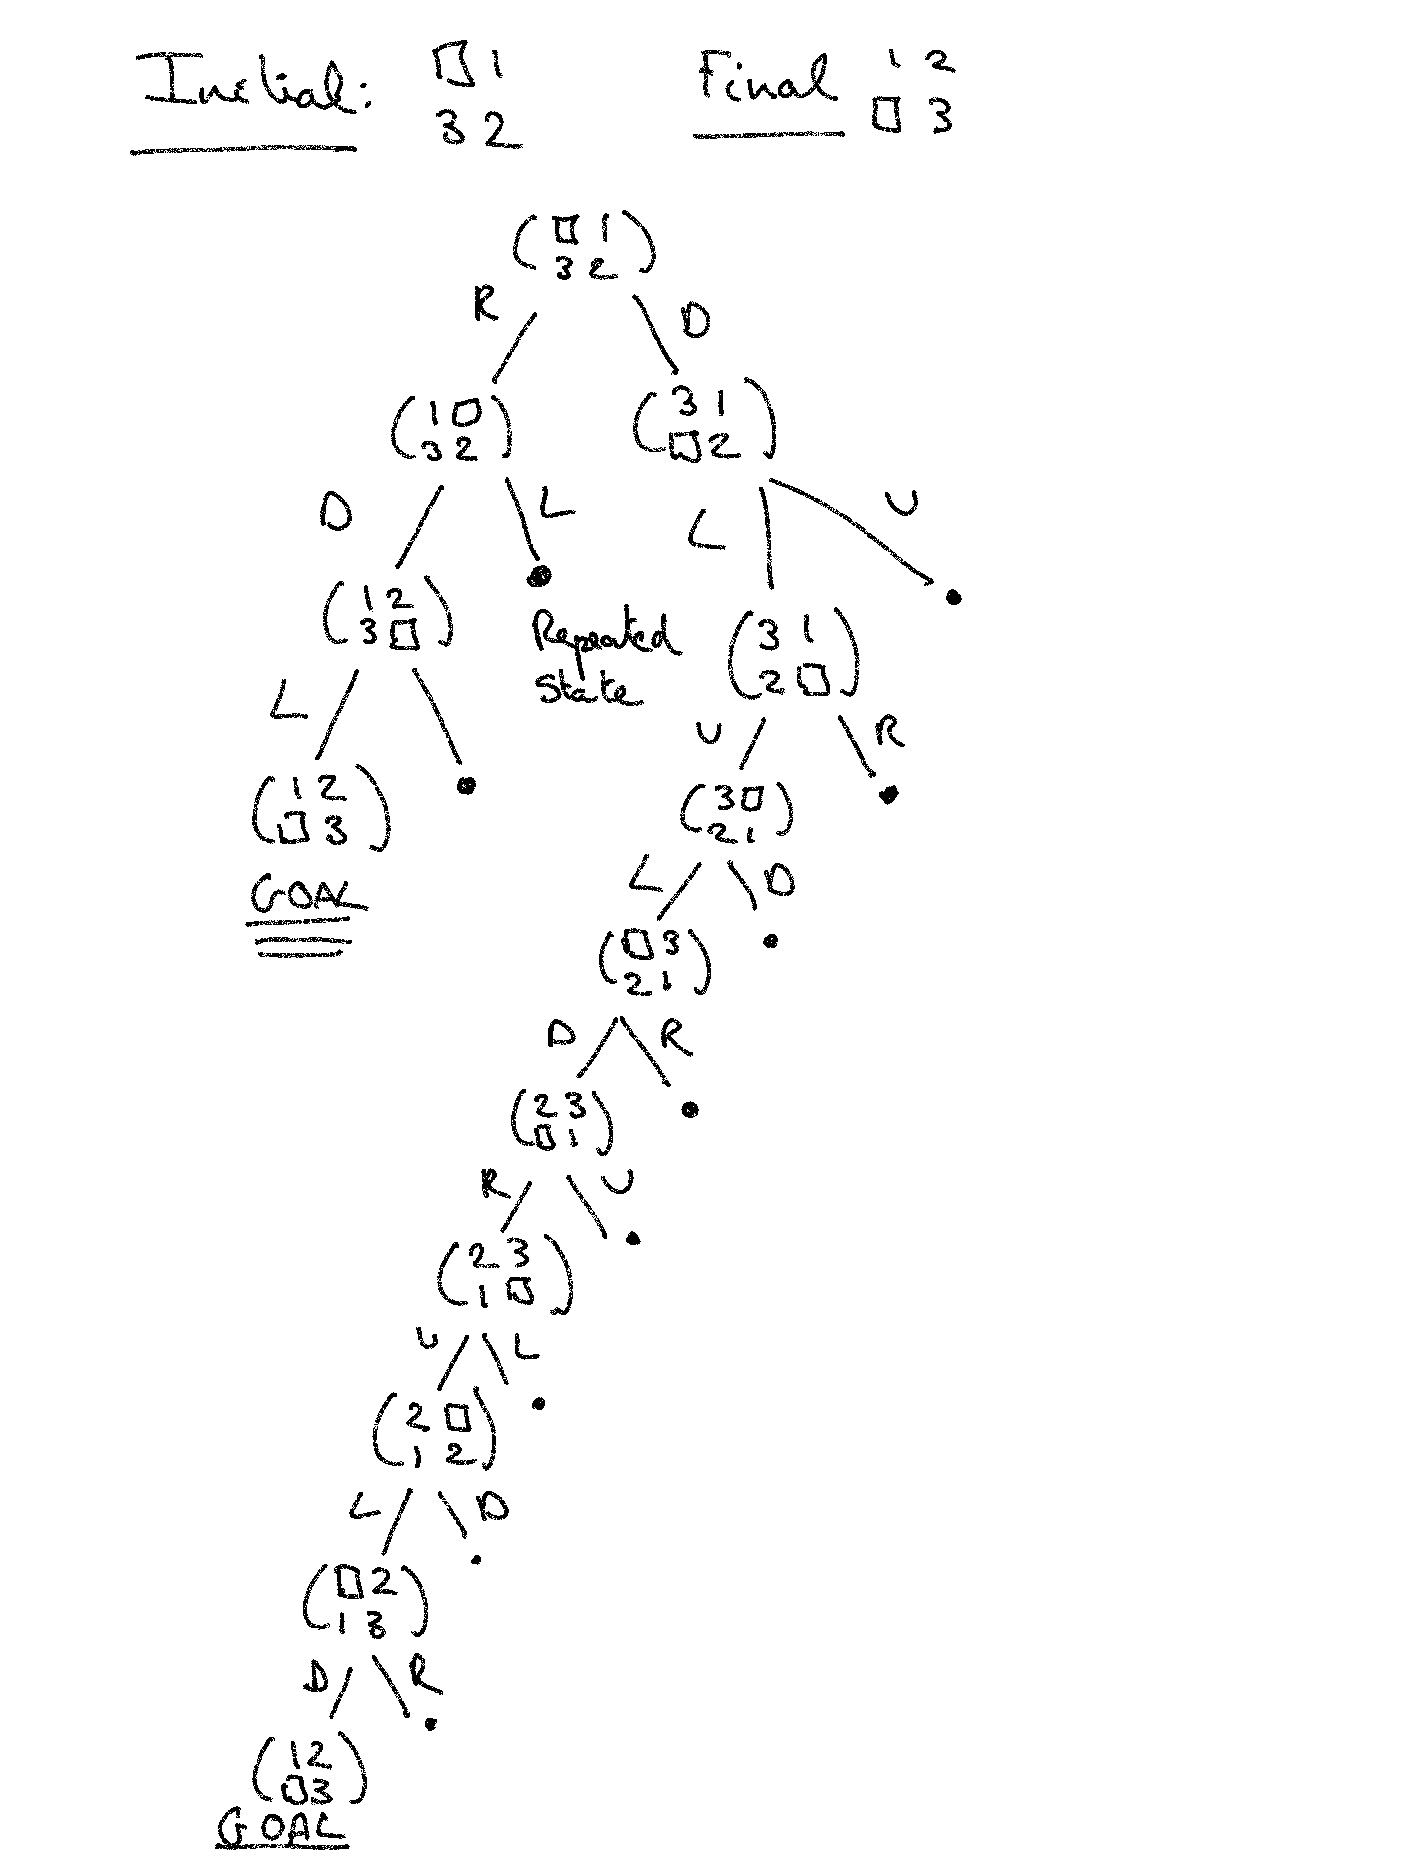 Initial: □ 1 Final 1 2
3 2 □ 3
( □ 1
3 2 )
R D
( 1 □ ( 3 1
3 2 ) □ 2 )
D L L U
( 1 2
3 □ )
Repeated ( 3 1
State 2 □ )
L U R
( 1 2 ( 3 □
□ 3 ) 2 1 )
GOAL L D
( □ 3
2 1 )
D R
( 2 3
□ 1 )
R U
( 2 3
1 □ )
U L
( 2 □
1 2 )
L D
( □ 2
1 3 )
D R
( 1 2
□ 3 )
GOAL